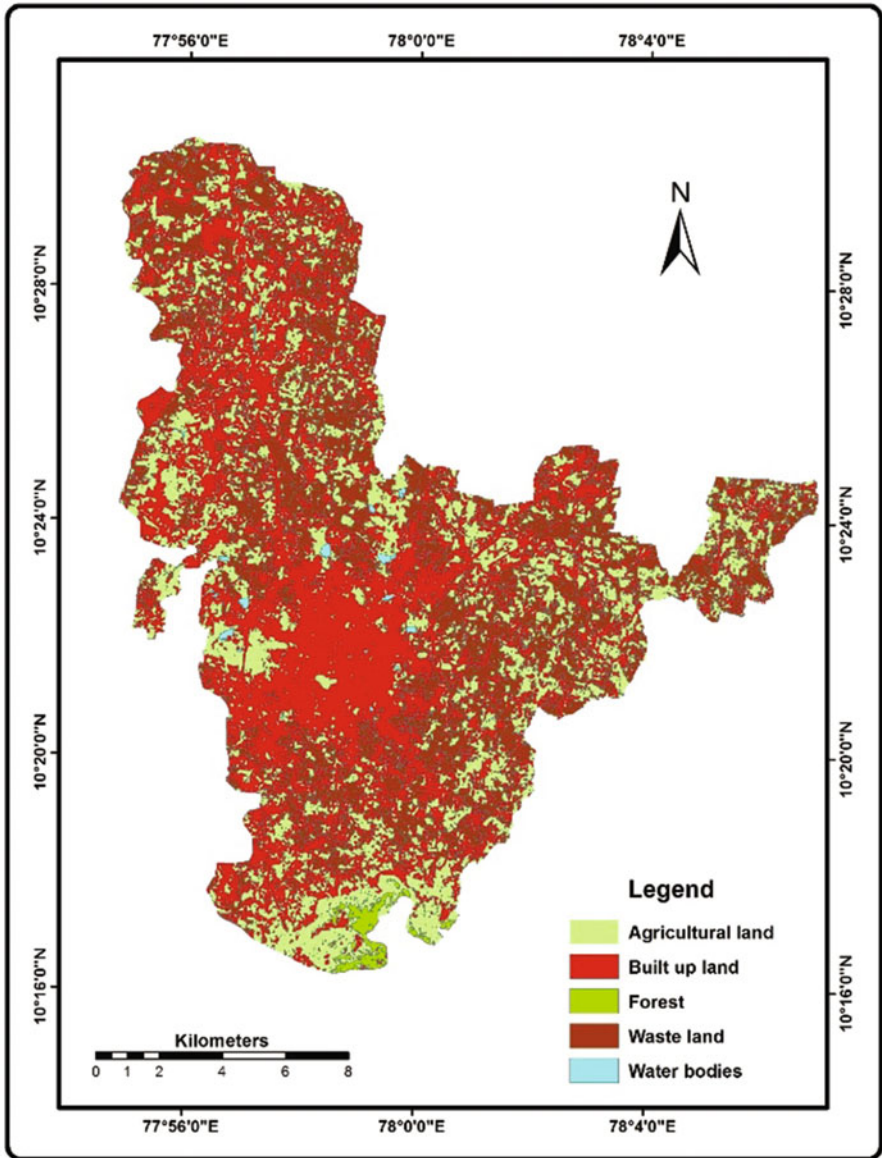 77°56'0"E 78°0'0"E 78°4'0"E
N
10°28'0"N 10°28'0"N
10°24'0"N 10°24'0"N
10°20'0"N 10°20'0"N
10°16'0"N 10°16'0"N
Legend
Agricultural land
Built up land
Forest
Waste land
Water bodies
Kilometers
0 1 2 4 6 8
77°56'0"E 78°0'0"E 78°4'0"E